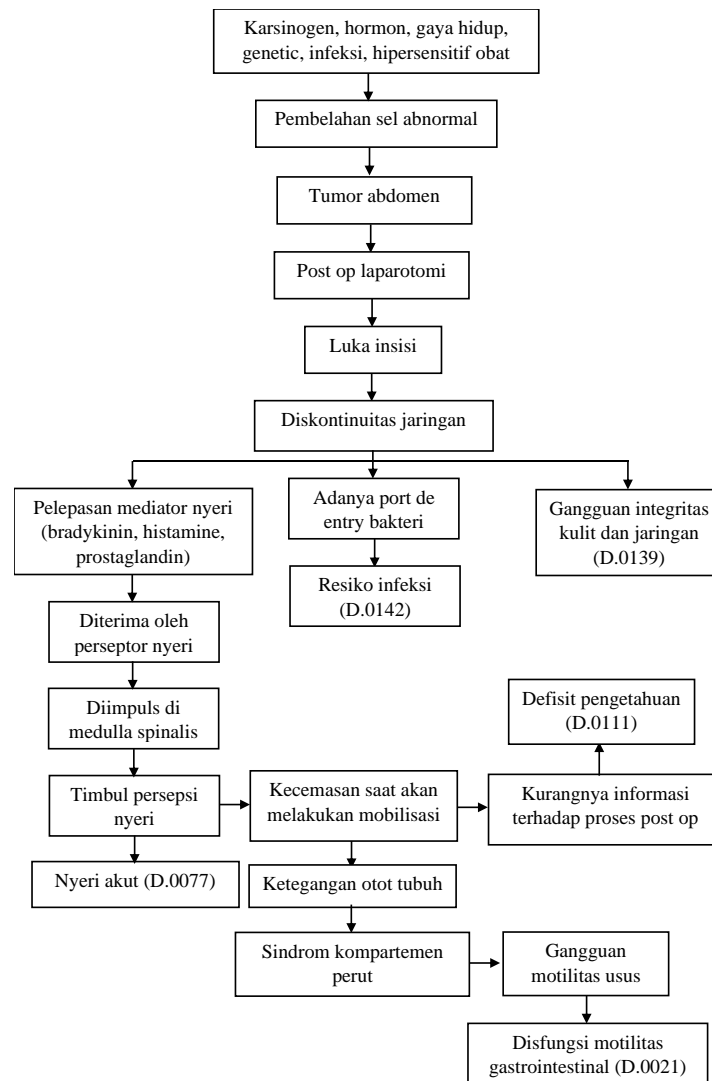 Karsinogen, hormon, gaya hidup,
genetic, infeksi, hipersensitif obat
Pembelahan sel abnormal
Tumor abdomen
Post op laparotomi
Luka insisi
Diskontinuitas jaringan
Pelepasan mediator nyeri
(bradykinin, histamine,
prostaglandin)
Adanya port de
entry bakteri
Gangguan integritas
kulit dan jaringan
(D.0139)
Resiko infeksi
(D.0142)
Diterima oleh
perseptor nyeri
Diimpuls di
medulla spinalis
Defisit pengetahuan
(D.0111)
Timbul persepsi
nyeri
Kecemasan saat akan
melakukan mobilisasi
Kurangnya informasi
terhadap proses post op
Nyeri akut (D.0077)
Ketegangan otot tubuh
Sindrom kompartemen
perut
Gangguan
motilitas usus
Disfungsi motilitas
gastrointestinal (D.0021)